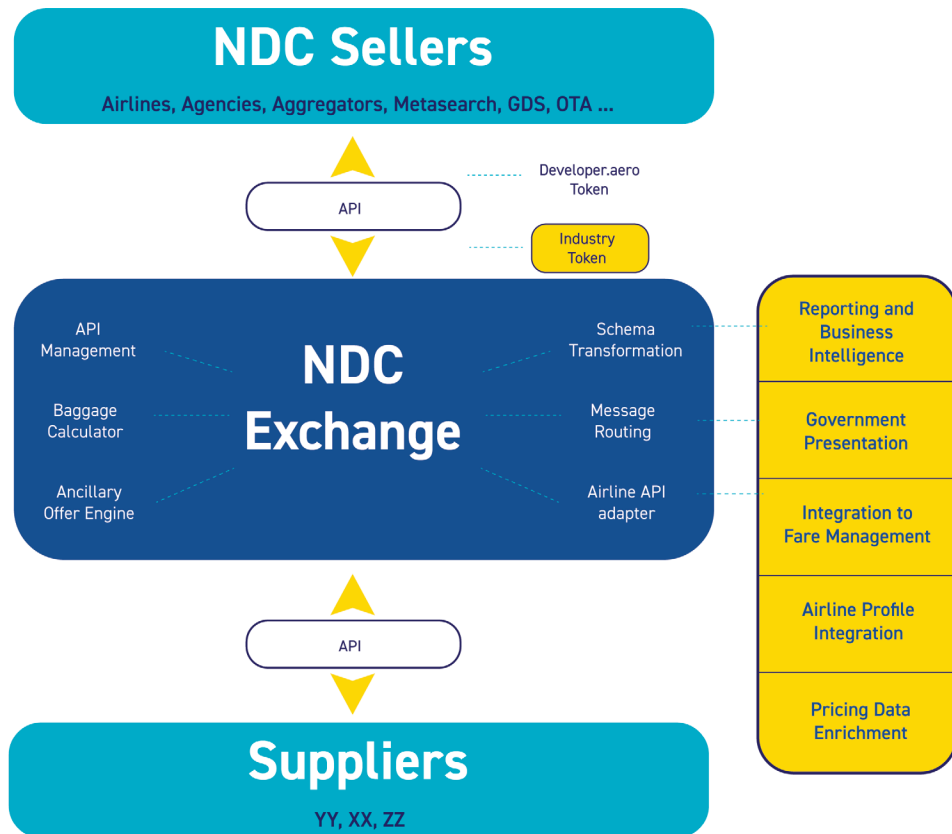 NDC Sellers
Airlines, Agencies, Aggregators, Metasearch, GDS, OTA ...
API
Developer.aero
Token
Industry
Token
API
Management
Baggage
Calculator
Ancillary
Offer Engine
NDC
Exchange
Schema
Transformation
Message
Routing
Airline API
adapter
Reporting and
Business
Intelligence
Government
Presentation
Integration to
Fare Management
Airline Profile
Integration
Pricing Data
Enrichment
API
Suppliers
YY, XX, ZZ